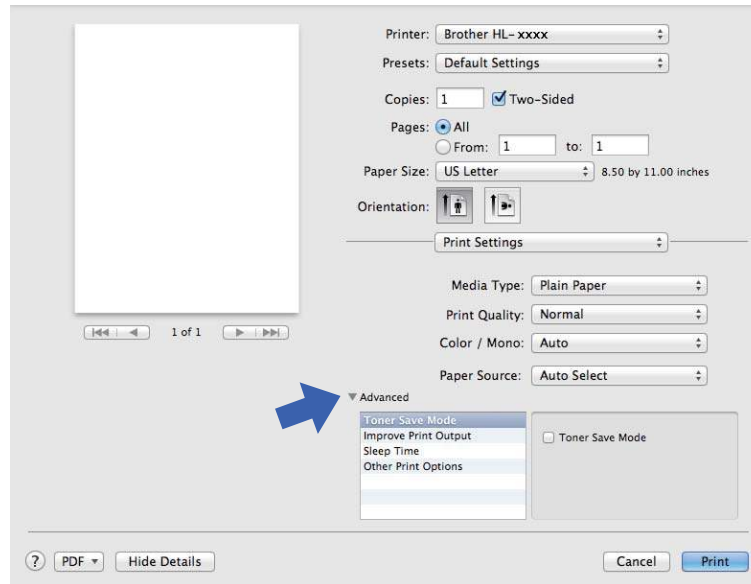 Printer: Brother HL-xxxx
Presets: Default Settings
Copies: 1 Two-Sided
Pages: All
From: 1 to: 1
Paper Size: US Letter 8.50 by 11.00 inches
Orientation:
Print Settings
Media Type: Plain Paper
Print Quality: Normal
Color / Mono: Auto
Paper Source: Auto Select
1 of 1
Advanced
Toner Save Mode
Improve Print Output
Sleep Time
Other Print Options
Toner Save Mode
? PDF Hide Details Cancel Print